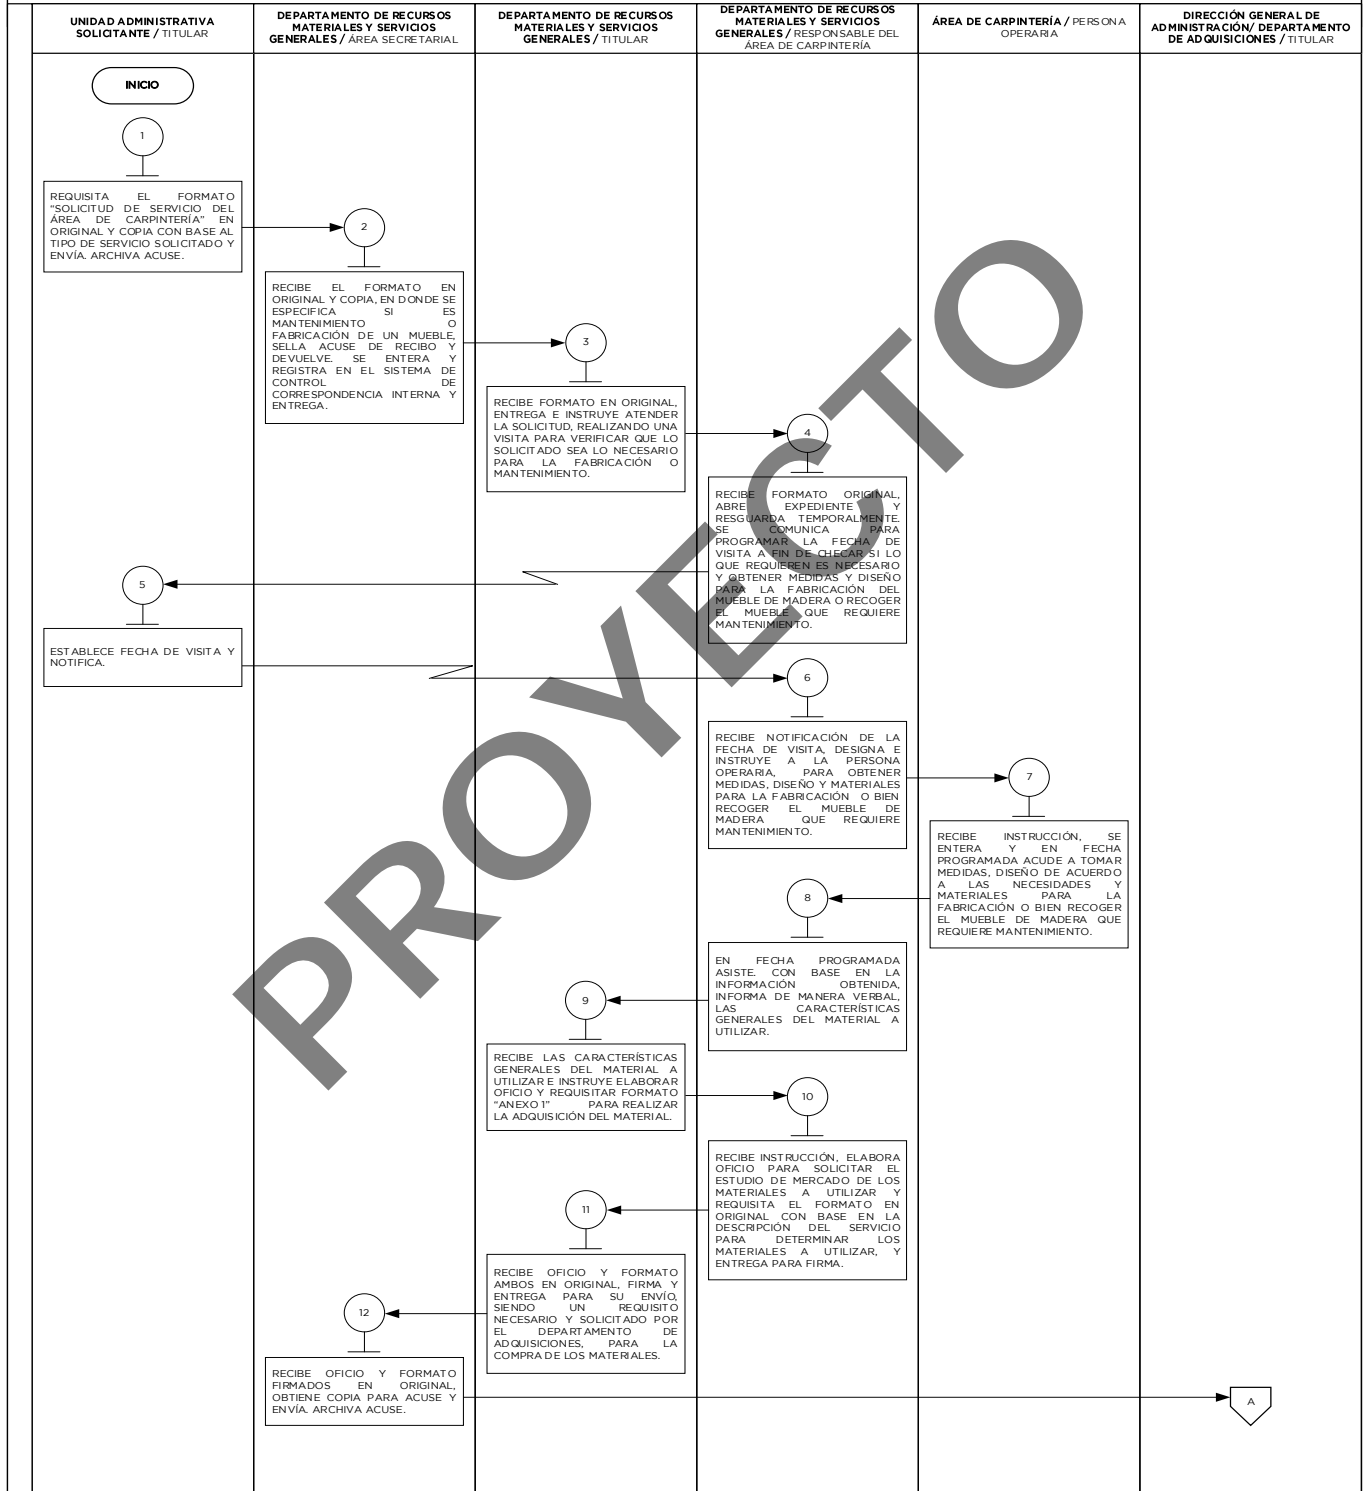 UNIDAD ADMINISTRATIVA
SOLICITANTE / TITULAR
DEPARTAMENTO DE RECURSOS
MATERIALES Y SERVICIOS
GENERALES / ÁREA SECRETARIAL
DEPARTAMENTO DE RECURSOS
MATERIALES Y SERVICIOS
GENERALES / TITULAR
DEPARTAMENTO DE RECURSOS
MATERIALES Y SERVICIOS
GENERALES / RESPONSABLE DEL
ÁREA DE CARPINTERÍA
ÁREA DE CARPINTERÍA / PERSONA
OPERARIA
DIRECCIÓN GENERAL DE
ADMINISTRACIÓN/ DEPARTAMENTO
DE ADQUISICIONES / TITULAR
INICIO
1
REQUISITA EL FORMATO
“SOLICITUD DE SERVICIO DEL
ÁREA DE CARPINTERÍA” EN
ORIGINAL Y COPIA CON BASE AL
TIPO DE SERVICIO SOLICITADO Y
ENVÍA. ARCHIVA ACUSE.
2
RECIBE EL FORMATO EN
ORIGINAL Y COPIA, EN DONDE SE
ESPECIFICA SI ES
MANTENIMIENTO O
FABRICACIÓN DE UN MUEBLE,
SELLA ACUSE DE RECIBO Y
DEVUELVE. SE ENTERA Y
REGISTRA EN EL SISTEMA DE
CONTROL DE
CORRESPONDENCIA INTERNA Y
ENTREGA.
3
RECIBE FORMATO EN ORIGINAL,
ENTREGA E INSTRUYE ATENDER
LA SOLICITUD, REALIZANDO UNA
VISITA PARA VERIFICAR QUE LO
SOLICITADO SEA LO NECESARIO
PARA LA FABRICACIÓN O
MANTENIMIENTO.
4
RECIBE FORMATO ORIGINAL,
ABRE EXPEDIENTE Y
RESGUARDA TEMPORALMENTE.
SE COMUNICA PARA
PROGRAMAR LA FECHA DE
VISITA A FIN DE CHECAR SI LO
QUE REQUIEREN ES NECESARIO
Y OBTENER MEDIDAS Y DISEÑO
PARA LA FABRICACIÓN DEL
MUEBLE DE MADERA O RECOGER
EL MUEBLE QUE REQUIERE
MANTENIMIENTO.
5
ESTABLECE FECHA DE VISITA Y
NOTIFICA.
6
RECIBE NOTIFICACIÓN DE LA
FECHA DE VISITA, DESIGNA E
INSTRUYE A LA PERSONA
OPERARIA, PARA OBTENER
MEDIDAS, DISEÑO Y MATERIALES
PARA LA FABRICACIÓN O BIEN
RECOGER EL MUEBLE DE
MADERA QUE REQUIERE
MANTENIMIENTO.
7
RECIBE INSTRUCCIÓN, SE
ENTERA Y EN FECHA
PROGRAMADA ACUDE A TOMAR
MEDIDAS, DISEÑO DE ACUERDO
A LAS NECESIDADES Y
MATERIALES PARA LA
FABRICACIÓN O BIEN RECOGER
EL MUEBLE DE MADERA QUE
REQUIERE MANTENIMIENTO.
8
EN FECHA PROGRAMADA
ASISTE. CON BASE EN LA
INFORMACIÓN OBTENIDA,
INFORMA DE MANERA VERBAL,
LAS CARACTERÍSTICAS
GENERALES DEL MATERIAL A
UTILIZAR.
9
RECIBE LAS CARACTERÍSTICAS
GENERALES DEL MATERIAL A
UTILIZAR E INSTRUYE ELABORAR
OFICIO Y REQUISITAR FORMATO
“ANEXO 1” PARA REALIZAR
LA ADQUISICIÓN DEL MATERIAL.
10
RECIBE INSTRUCCIÓN, ELABORA
OFICIO PARA SOLICITAR EL
ESTUDIO DE MERCADO DE LOS
MATERIALES A UTILIZAR Y
REQUISITA EL FORMATO EN
ORIGINAL CON BASE EN LA
DESCRIPCIÓN DEL SERVICIO
PARA DETERMINAR LOS
MATERIALES A UTILIZAR, Y
ENTREGA PARA FIRMA.
11
RECIBE OFICIO Y FORMATO
AMBOS EN ORIGINAL, FIRMA Y
ENTREGA PARA SU ENVÍO,
SIENDO UN REQUISITO
NECESARIO Y SOLICITADO POR
EL DEPARTAMENTO DE
ADQUISICIONES, PARA LA
COMPRA DE LOS MATERIALES.
12
RECIBE OFICIO Y FORMATO
FIRMADOS EN ORIGINAL,
OBTIENE COPIA PARA ACUSE Y
ENVÍA. ARCHIVA ACUSE.
A
PROYECTO